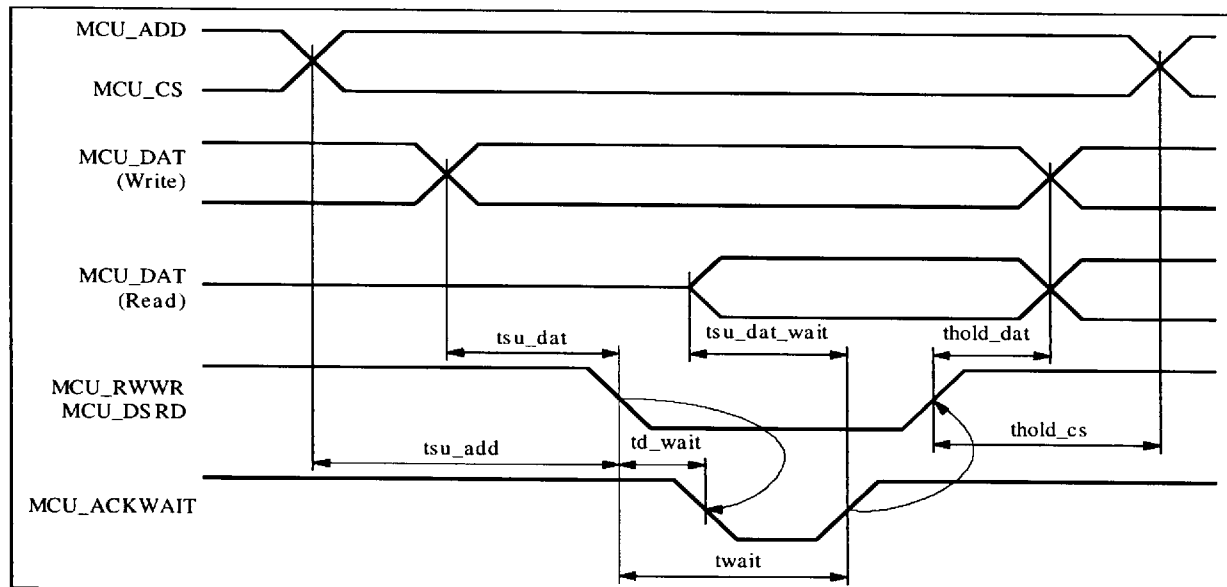 MCU_ADD
MCU_CS
MCU_DAT
(Write)
MCU_DAT
(Read)
tsu_dat
tsu_dat_wait
thold_dat
MCU_RWWR
MCU_DSRD
tsu_add
td_wait
thold_cs
MCU_ACKWAIT
twait